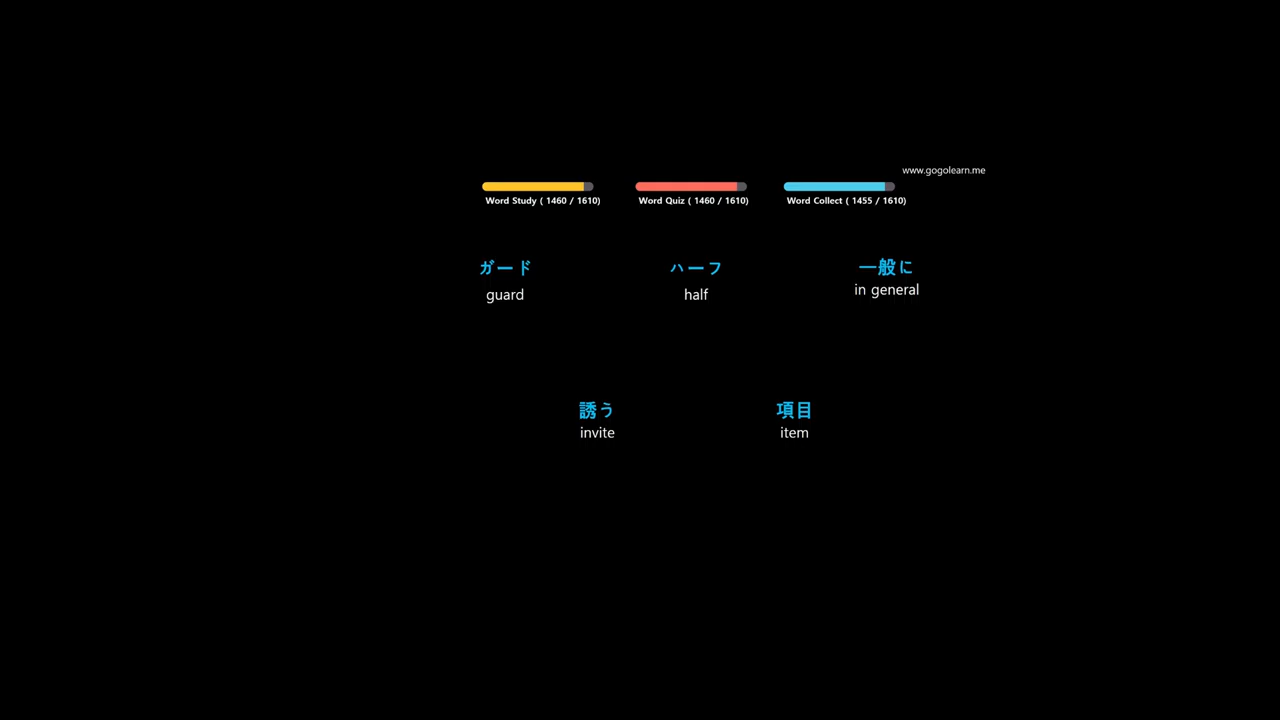 www.gogolearn.me
Word Study ( 1460 / 1610)
Word Quiz ( 1460 / 1610)
Word Collect ( 1455 / 1610)
ガード
guard
ハーフ
half
一般に
in general
誘う
invite
項目
item